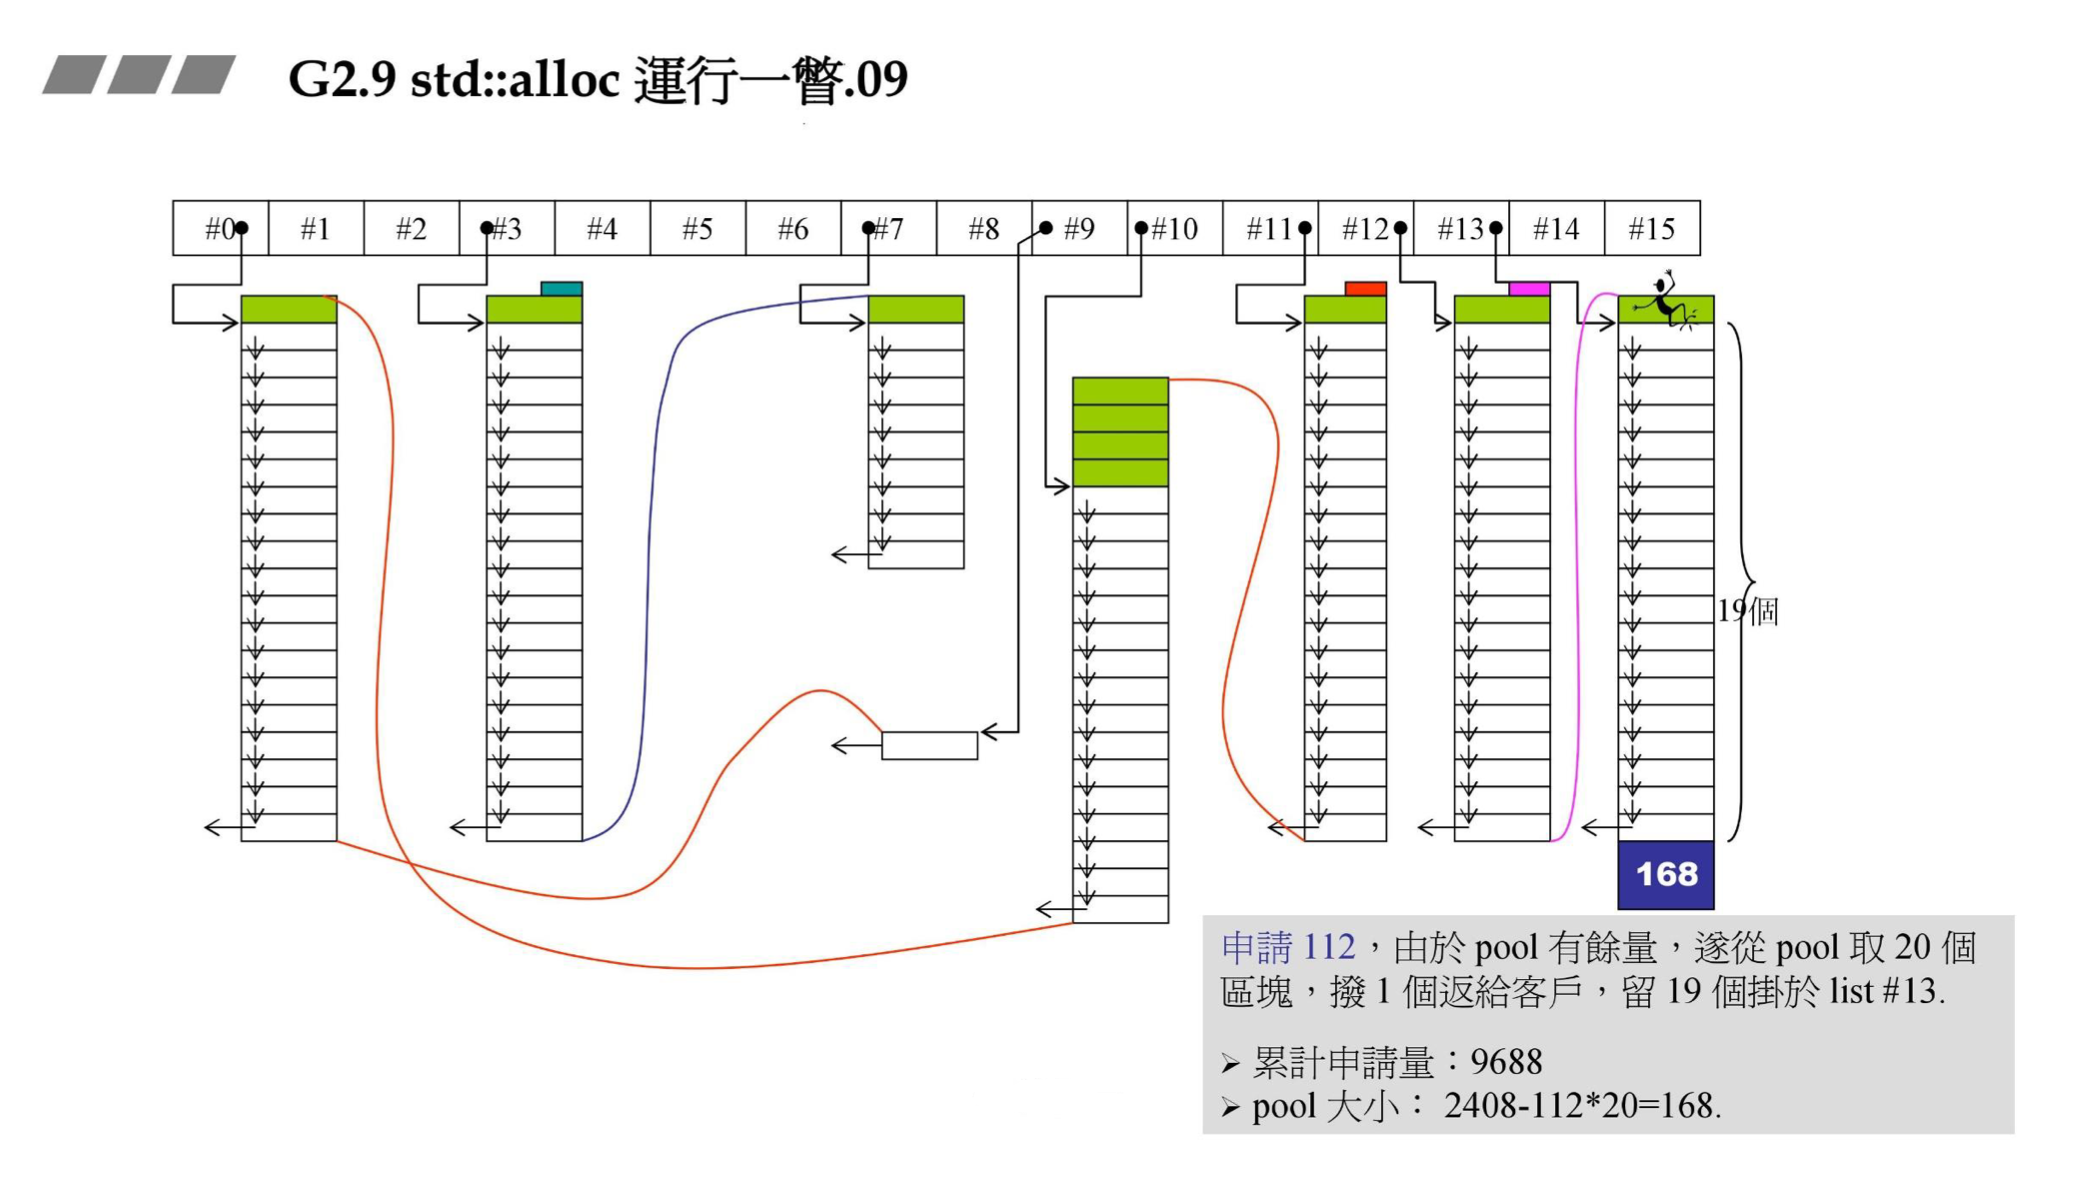 G2.9 std::alloc 運行一瞥.09
#0 #1 #2 #3 #4 #5 #6 #7 #8 #9 #10 #11 #12 #13 #14 #15
19個
168
申請 112，由於 pool 有餘量，遂從 pool 取 20 個
區塊，撥 1 個返給客戶，留 19 個掛於 list #13.
➢ 累計申請量：9688
➢ pool 大小： 2408-112*20=168.